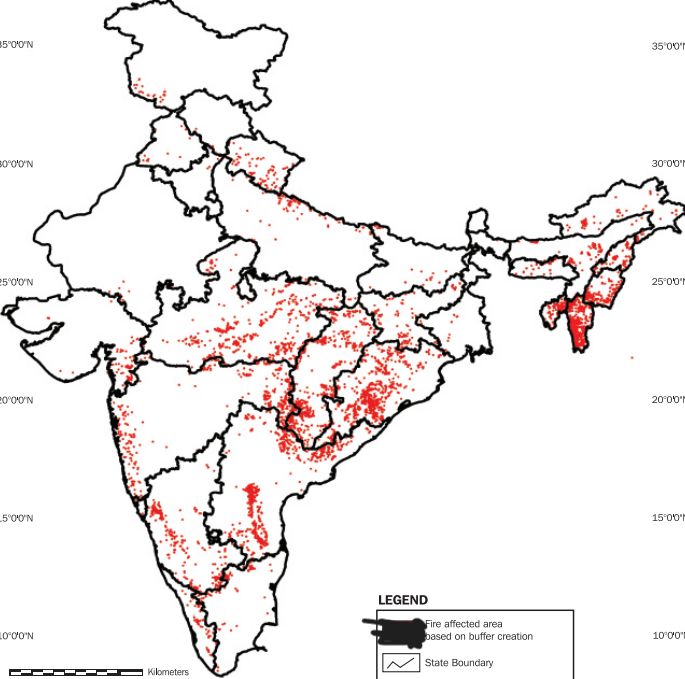 35°0'0"N 35°0'0"N
30°0'0"N 30°0'0"N
25°0'0"N 25°0'0"N
20°0'0"N 20°0'0"N
15°0'0"N 15°0'0"N
10°0'0"N 10°0'0"N
LEGEND
Fire affected area
based on buffer creation
State Boundary
Kilometers